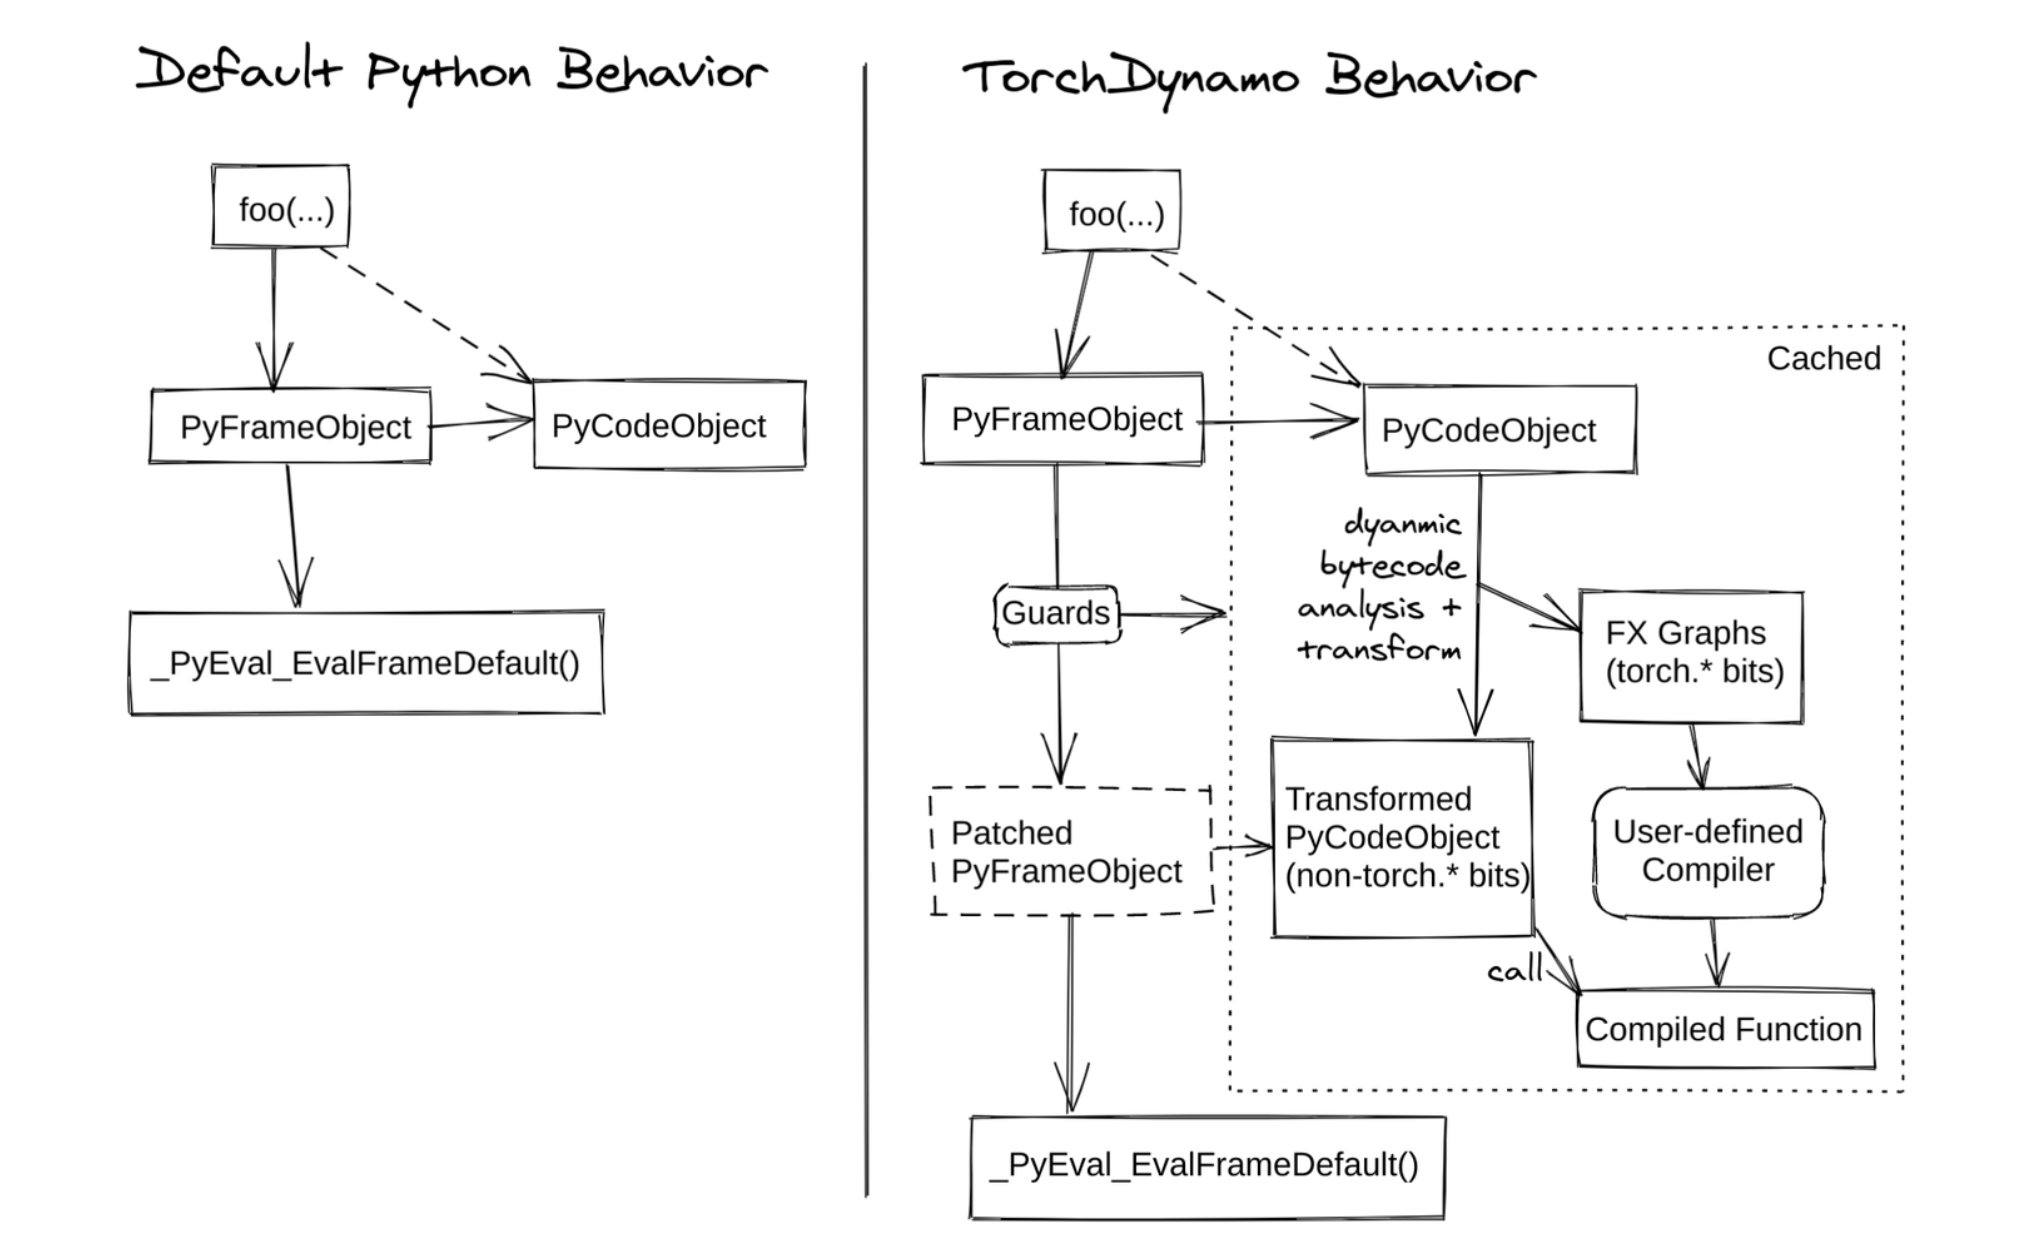 Default Python Behavior
foo(...)
PyFrameObject
PyCodeObject
_PyEval_EvalFrameDefault()
TorchDynamo Behavior
foo(...)
Cached
PyFrameObject
PyCodeObject
dyanmic
bytecode
analysis +
transform
Guards
FX Graphs
(torch.* bits)
Patched
PyFrameObject
Transformed
PyCodeObject
(non-torch.* bits)
User-defined
Compiler
call
Compiled Function
_PyEval_EvalFrameDefault()